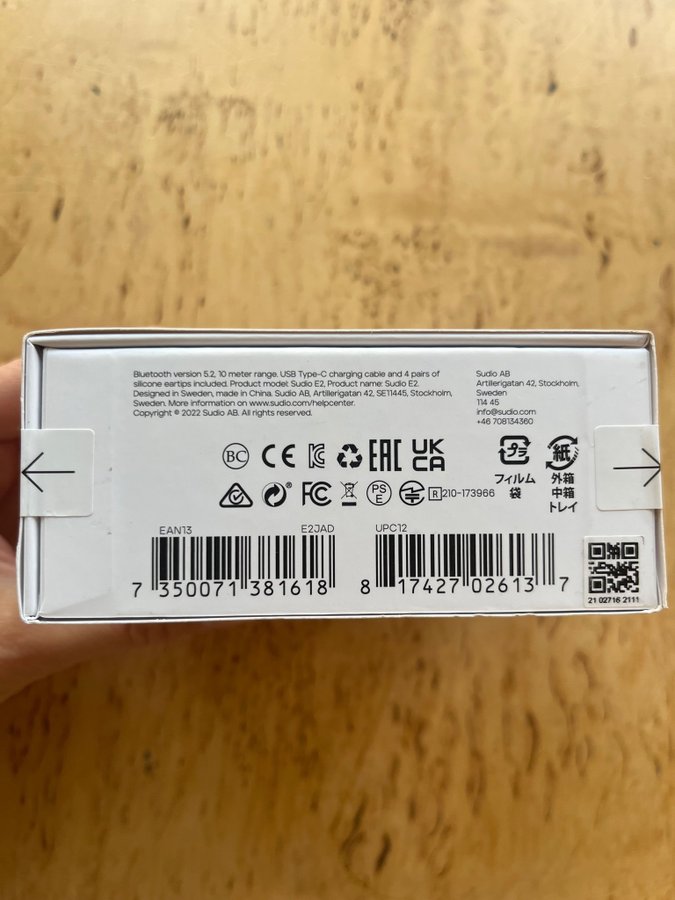 Bluetooth version 5.2, 10 meter range. USB Type-C charging cable and 4 pairs of
silicone eartips included. Product model: Sudio E2, Product name: Sudio E2.
Designed in Sweden, made in China. Sudio AB, Artillerigatan 42, SE11445, Stockholm,
Sweden. More information on www.sudio.com/helpcenter.
Copyright © 2022 Sudio AB. All rights reserved.
Sudio AB
Artillerigatan 42, Stockholm,
Sweden
114 45
info@sudio.com
+46 708134360
BC CE EAC UK
CA
プラ
紙
フィルム
袋
外箱
中箱
トレイ
FC PS
E R 210-173966
EAN13 E2JAD
7 350071 381618
UPC12
8 17427 02613 7
21 02716 2111